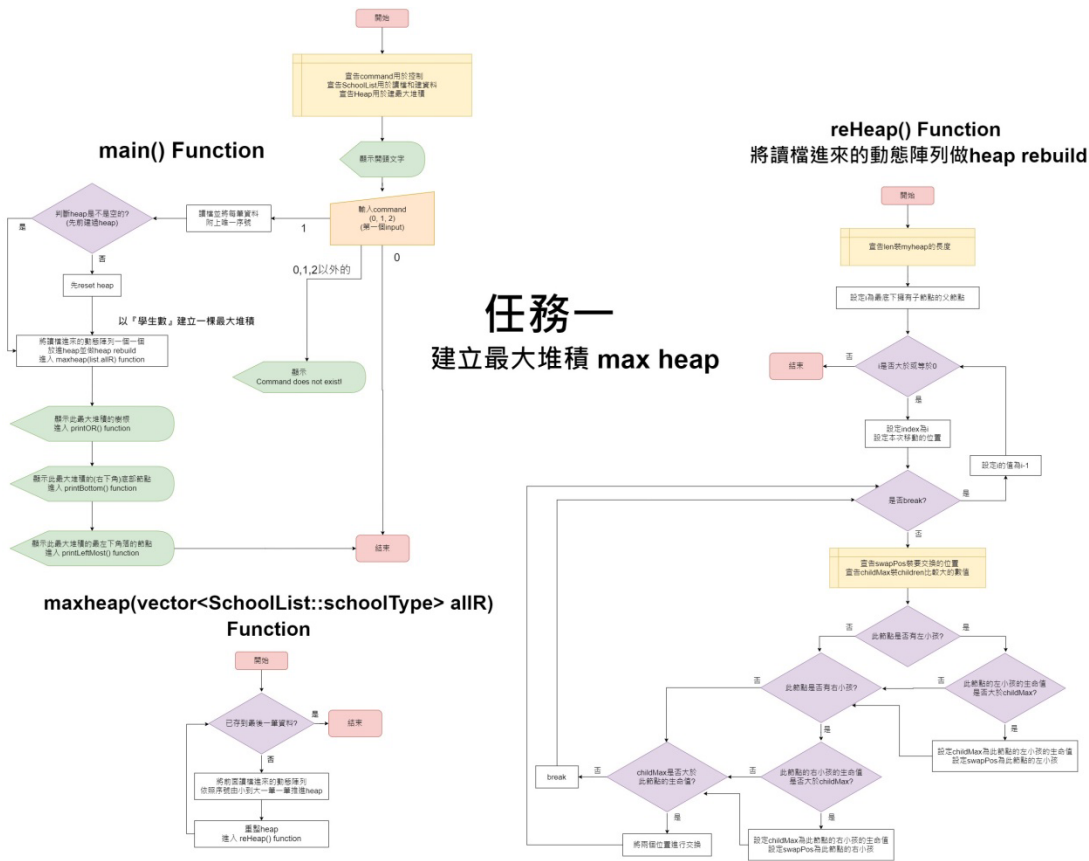 開始
宣告command用於控制
宣告SchoolList用於讀檔和建資料
宣告Heap用於建最大堆積
main() Function
顯示開頭文字
輸入command
(0, 1, 2)
(第一個input)
1
0
0,1,2以外的
讀檔並將每筆資料
附上唯一序號
判斷heap是不是空的?
(先前建過heap)
是
否
先reset heap
以『學生數』建立一棵最大堆積
將讀檔進來的動態陣列一個一個
放進heap並做heap rebuild
進入 maxheap(list.allR) function
顯示
Command does not exist!
顯示此最大堆積的樹根
進入 printOR() function
顯示此最大堆積的(右下角)底部節點
進入 printBottom() function
顯示此最大堆積的最左下角落的節點
進入 printLeftMost() function
結束
任務一
建立最大堆積 max heap
maxheap(vector<SchoolList::schoolType> allR)
Function
開始
已存到最後一筆資料?
是
結束
否
將前面讀檔進來的動態陣列
依照序號由小到大一筆一筆推進heap
重整heap
進入 reHeap() function
reHeap() Function
將讀檔進來的動態陣列做heap rebuild
開始
宣告len裝myheap的長度
設定i為最底下擁有子節點的父節點
i是否大於或等於0
否
結束
是
設定index為i
設定本次移動的位置
設定i的值為i-1
是否break?
是
否
宣告swapPos裝要交換的位置
宣告childMax裝children比較大的數值
此節點是否有左小孩?
否
是
此節點的左小孩的生命值
是否大於childMax?
否
是
設定childMax為此節點的左小孩的生命值
設定swapPos為此節點的左小孩
此節點是否有右小孩?
否
是
此節點的右小孩的生命值
是否大於childMax?
否
是
設定childMax為此節點的右小孩的生命值
設定swapPos為此節點的右小孩
childMax是否大於
此節點的生命值?
否
break
是
將兩個位置進行交換